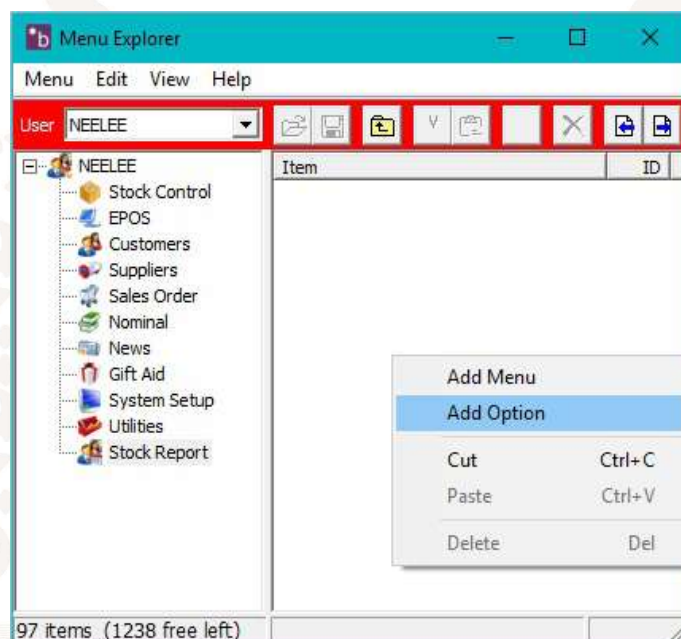 Menu Explorer
Menu Edit View Help
User NEELEE
NEELEE
Stock Control
EPOS
Customers
Suppliers
Sales Order
Nominal
News
Gift Aid
System Setup
Utilities
Stock Report
Item ID
Add Menu
Add Option
Cut Ctrl+C
Paste Ctrl+V
Delete Del
97 items (1238 free left)